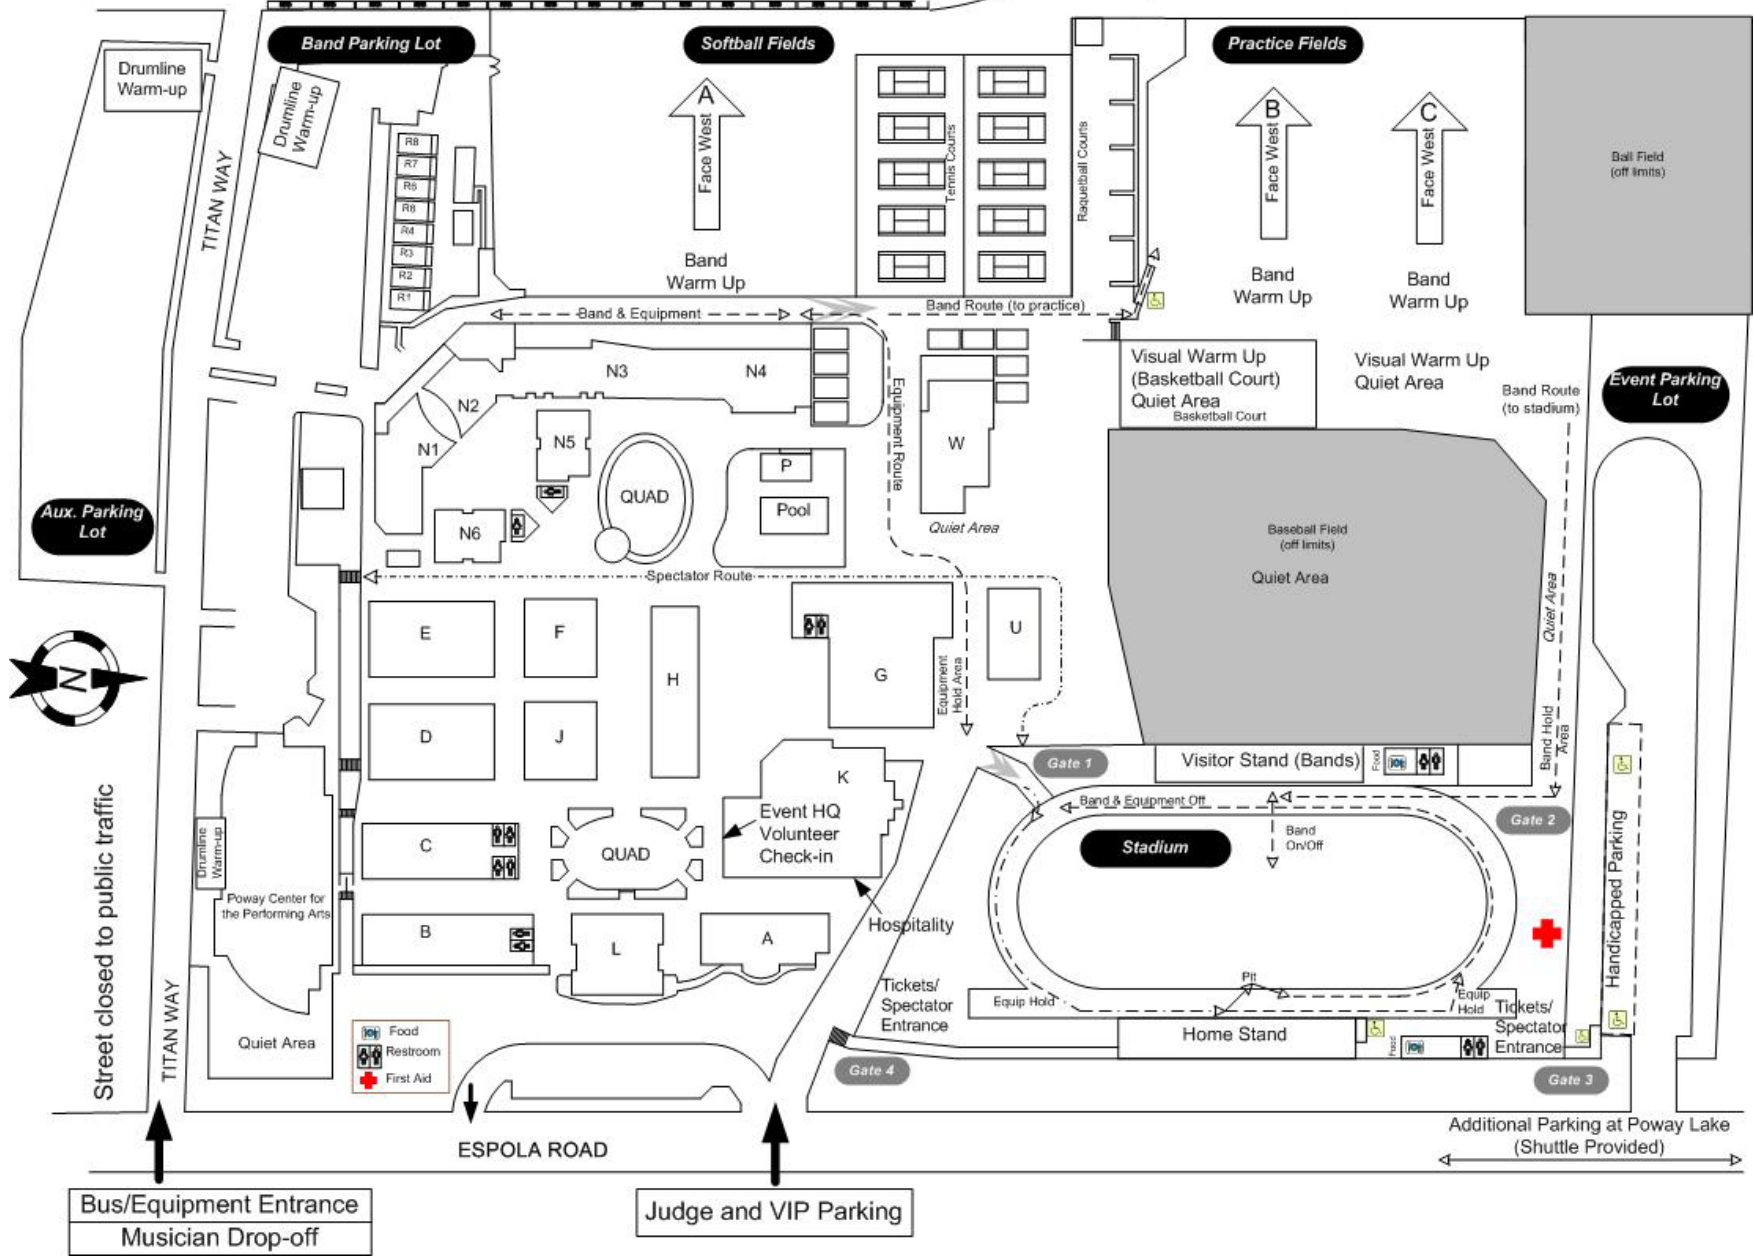 Band Parking Lot
Softball Fields
Practice Fields
Drumline
Warm-up
Drumline
Warm-up
TITAN WAY
R8
R7
R6
R8
R4
R3
R2
R1
A
Face West
Band
Warm Up
Tennis Courts
Raquetball Courts
B
Face West
Band
Warm Up
C
Face West
Band
Warm Up
Ball Field
(off limits)
Band & Equipment
Band Route (to practice)
N3
N4
N2
N1
N5
N6
QUAD
P
Pool
Equipment Route
W
Quiet Area
Visual Warm Up
(Basketball Court)
Quiet Area
Basketball Court
Visual Warm Up
Quiet Area
Band Route
(to stadium)
Event Parking
Lot
Aux. Parking
Lot
Baseball Field
(off limits)
Quiet Area
Quiet Area
Spectator Route
E
F
H
G
U
D
J
Equipment
Hold Area
N
K
Event HQ
Volunteer
Check-in
Gate 1
Visitor Stand (Bands)
Food
Band Hold
Area
Band & Equipment Off
Band
On/Off
Gate 2
Stadium
Handicapped Parking
Street closed to public traffic
Drumline
Warm-up
Poway Center for
the Performing Arts
C
QUAD
B
L
A
Hospitality
Tickets/
Spectator
Entrance
Equip Hold
Pit
Equip
Hold
Tickets/
Spectator
Entrance
Home Stand
Food
Quiet Area
TITAN WAY
Food
Restroom
First Aid
Gate 4
Gate 3
ESPOLA ROAD
Additional Parking at Poway Lake
(Shuttle Provided)
Bus/Equipment Entrance
Musician Drop-off
Judge and VIP Parking